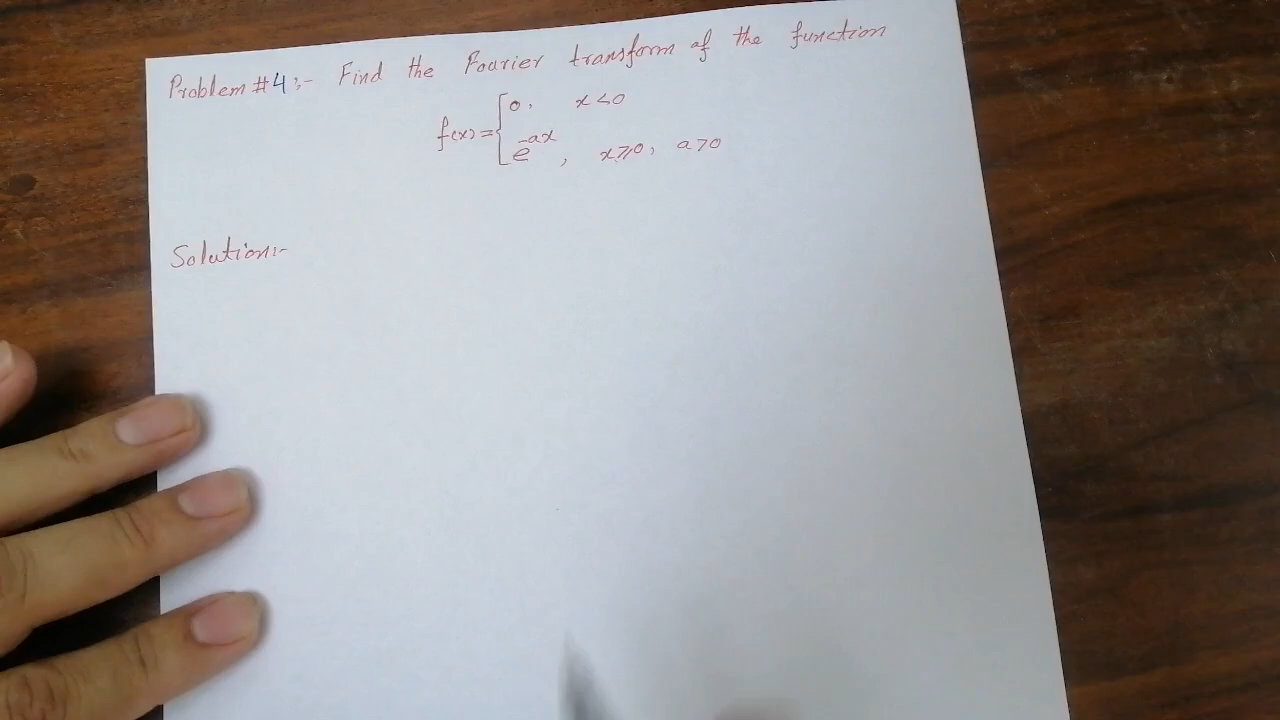 Problem #4:- Find the Fourier transform of the function
f(x) = { 0, x<0
e^-ax, x≥0, a>0
Solution:-